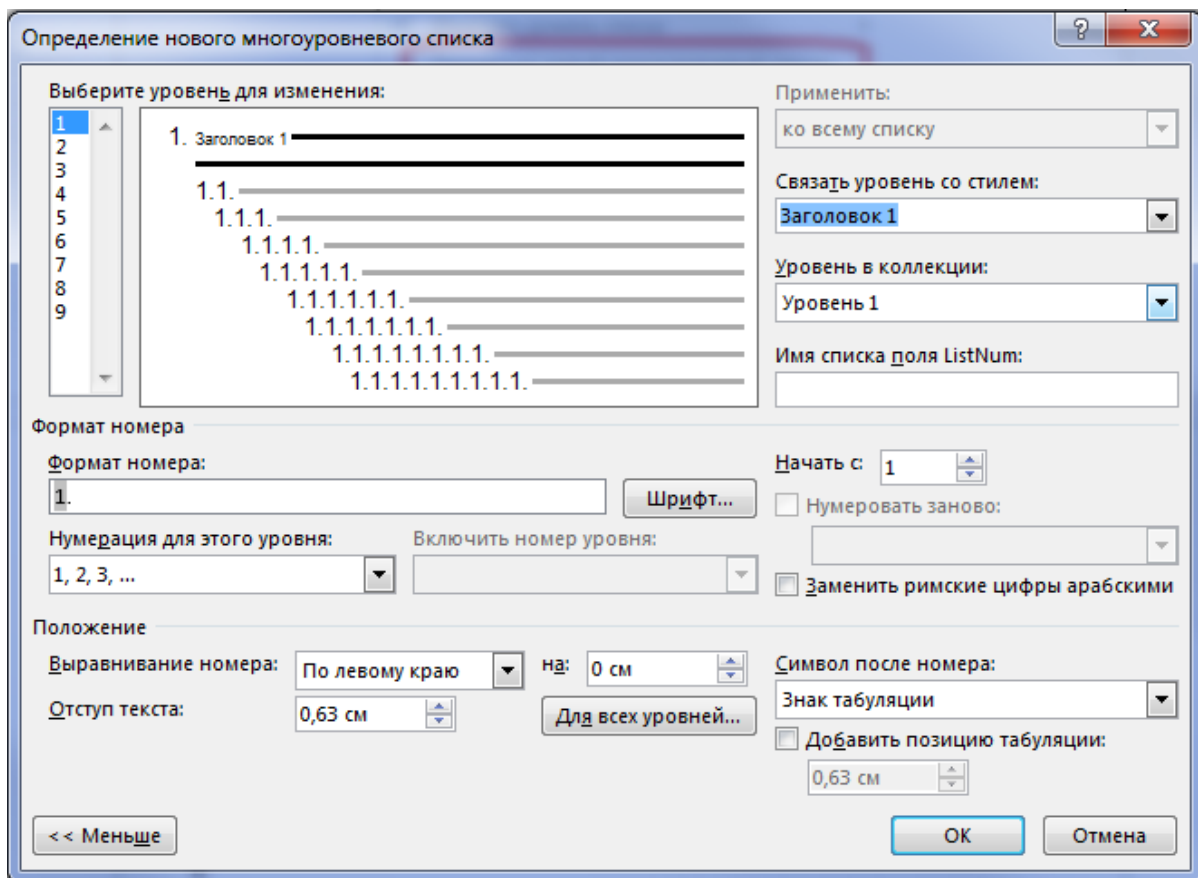 Определение нового многоуровневого списка
?
X
Выберите уровень для изменения:
1
2
3
4
5
6
7
8
9
1. Заголовок 1
1.1.
1.1.1.
1.1.1.1.
1.1.1.1.1.
1.1.1.1.1.1.
1.1.1.1.1.1.1.
1.1.1.1.1.1.1.1.
1.1.1.1.1.1.1.1.1.
Применить:
ко всему списку
Связать уровень со стилем:
Заголовок 1
Уровень в коллекции:
Уровень 1
Имя списка поля ListNum:
Формат номера
Формат номера:
1.
Шрифт...
Нумерация для этого уровня:
1, 2, 3, ...
Включить номер уровня:
Начать с: 1
Нумеровать заново:
Заменить римские цифры арабскими
Положение
Выравнивание номера: По левому краю на: 0 см
Отступ текста: 0,63 см Для всех уровней...
Символ после номера:
Знак табуляции
Добавить позицию табуляции:
0,63 см
<< Меньше
ОК
Отмена